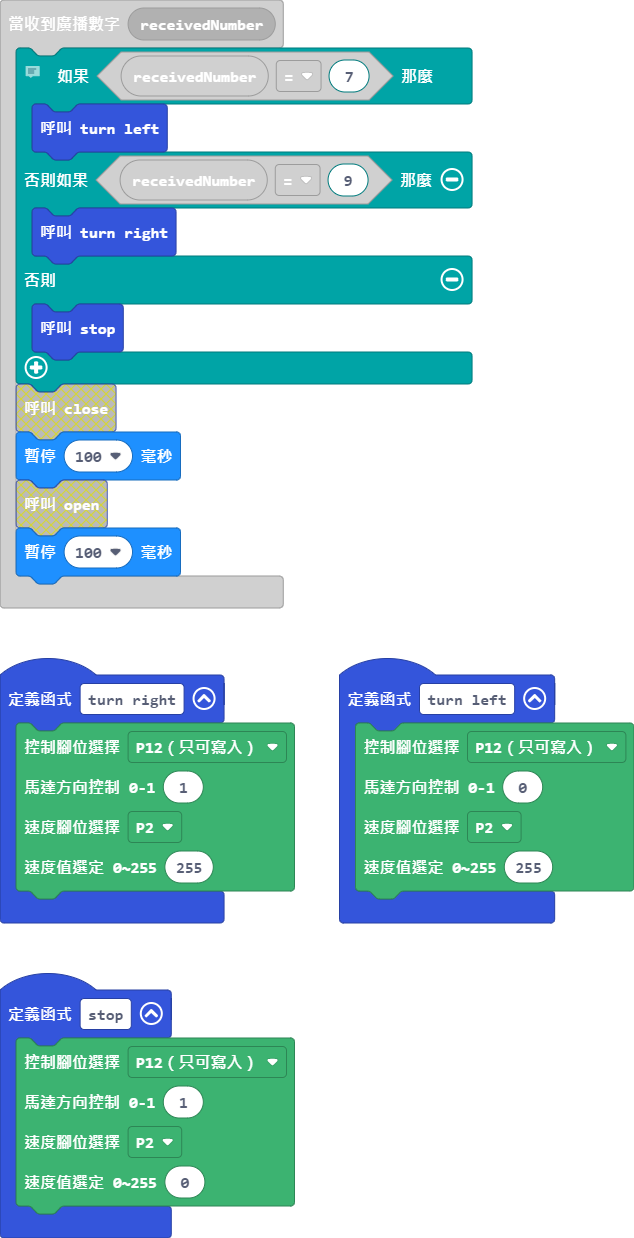 當收到廣播數字 receivedNumber
如果 receivedNumber = 7 那麼
呼叫 turn left
否則如果 receivedNumber = 9 那麼
呼叫 turn right
否則
呼叫 stop
呼叫 close
暫停 100 毫秒
呼叫 open
暫停 100 毫秒
定義函式 turn right
控制腳位選擇 P12（只可寫入）
馬達方向控制 0-1 1
速度腳位選擇 P2
速度值選定 0~255 255
定義函式 turn left
控制腳位選擇 P12（只可寫入）
馬達方向控制 0-1 0
速度腳位選擇 P2
速度值選定 0~255 255
定義函式 stop
控制腳位選擇 P12（只可寫入）
馬達方向控制 0-1 1
速度腳位選擇 P2
速度值選定 0~255 0